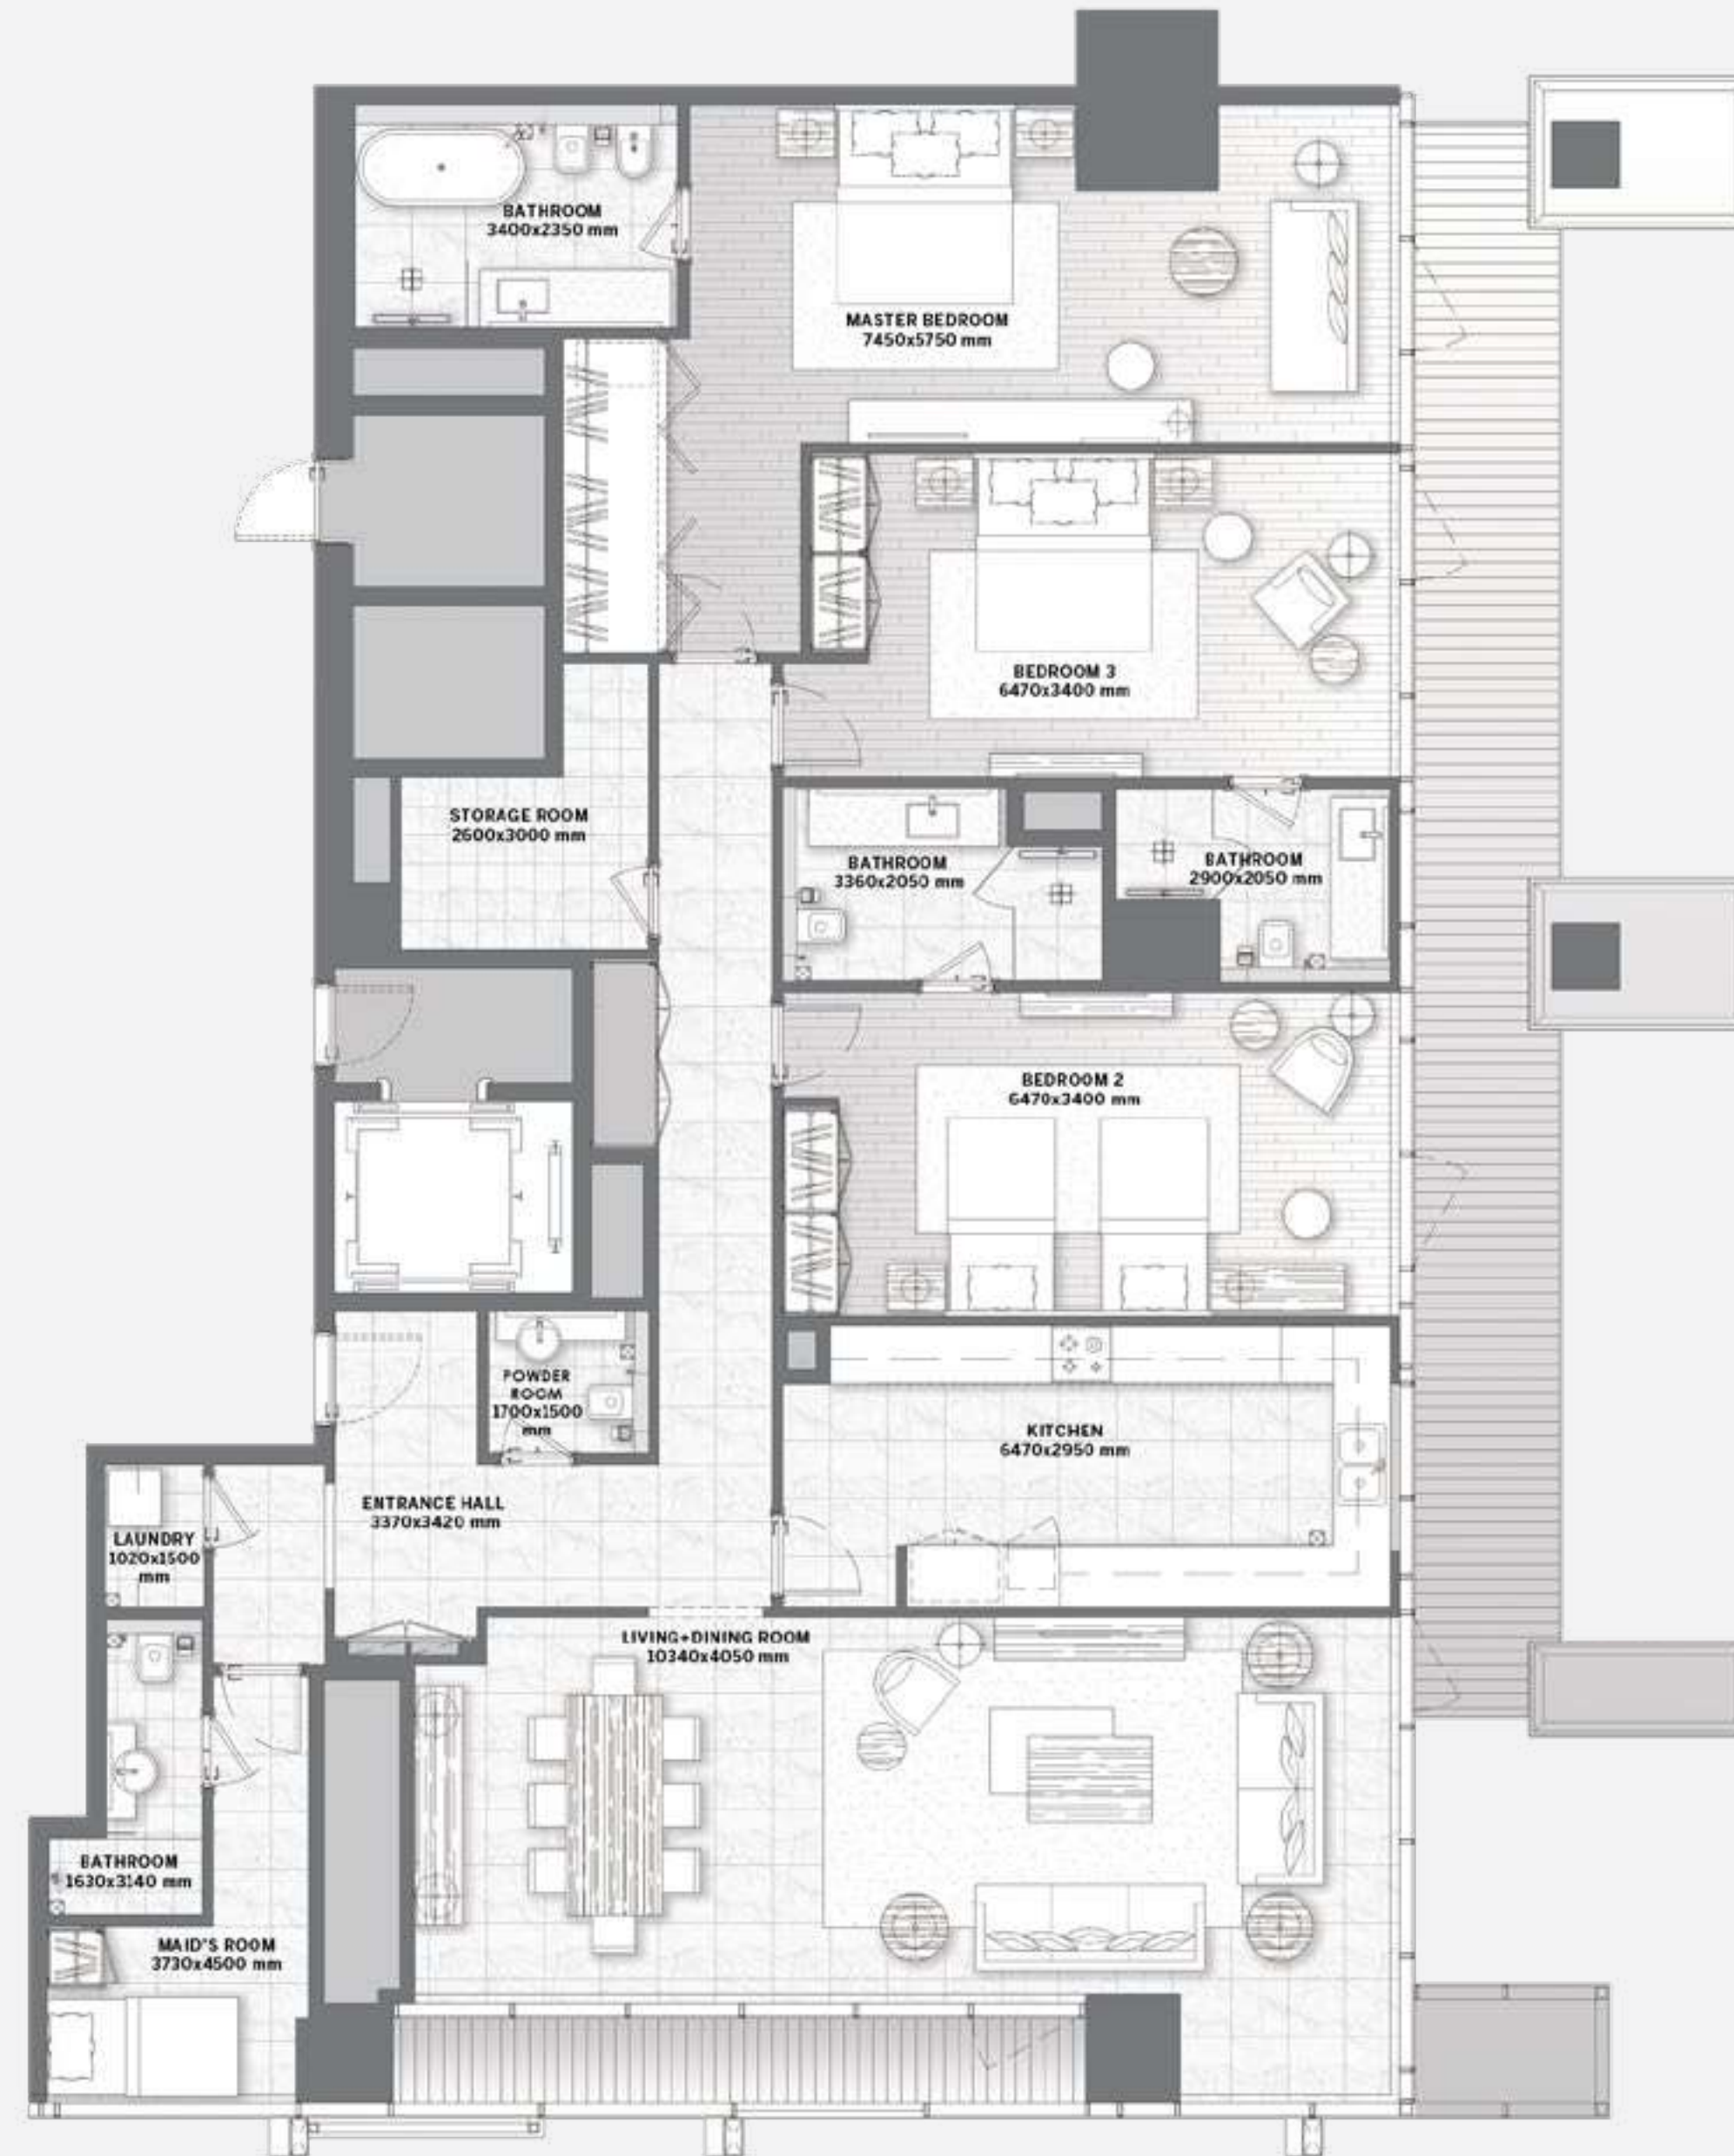 BATHROOM
3400x2350 mm
MASTER BEDROOM
7450x5750 mm
BEDROOM 3
6470x3400 mm
STORAGE ROOM
2600x3000 mm
BATHROOM
3360x2050 mm
BATHROOM
2900x2050 mm
BEDROOM 2
6470x3400 mm
POWDER
ROOM
1700x1500
mm
KITCHEN
6470x2950 mm
ENTRANCE HALL
3370x3420 mm
LAUNDRY
1020x1500
mm
LIVING+DINING ROOM
10340x4050 mm
BATHROOM
1630x3140 mm
MAID'S ROOM
3730x4500 mm